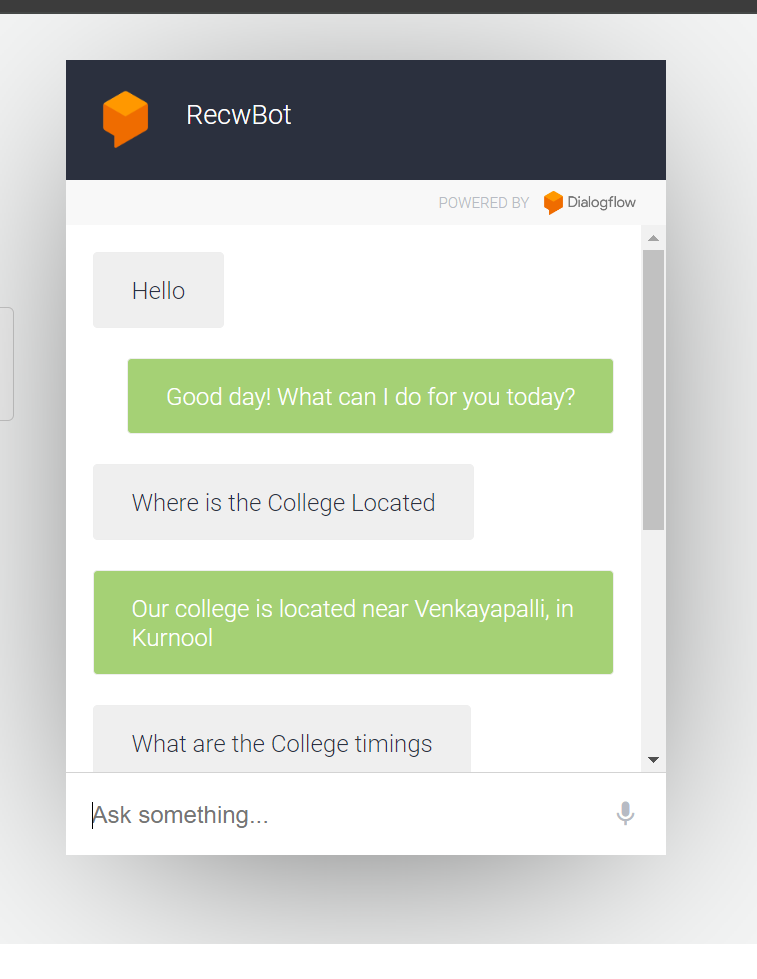 RecwBot
POWERED BY Dialogflow
Hello
Good day! What can I do for you today?
Where is the College Located
Our college is located near Venkayapalli, in
Kurnool
What are the College timings
Ask something...